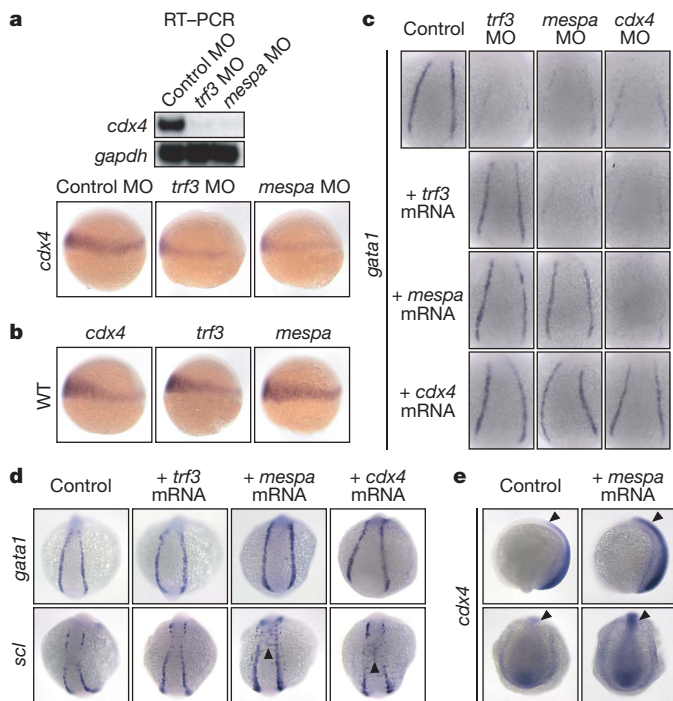 a
RT–PCR
Control MO
trf3 MO
mespa MO
cdx4
gapdh
Control MO trf3 MO mespa MO
cdx4
b
cdx4 trf3 mespa
WT
c
Control trf3 MO mespa MO cdx4 MO
gata1
+ trf3
mRNA
+ mespa
mRNA
+ cdx4
mRNA
d
Control + trf3 mRNA + mespa mRNA + cdx4 mRNA
gata1
scl
e
Control + mespa mRNA
cdx4